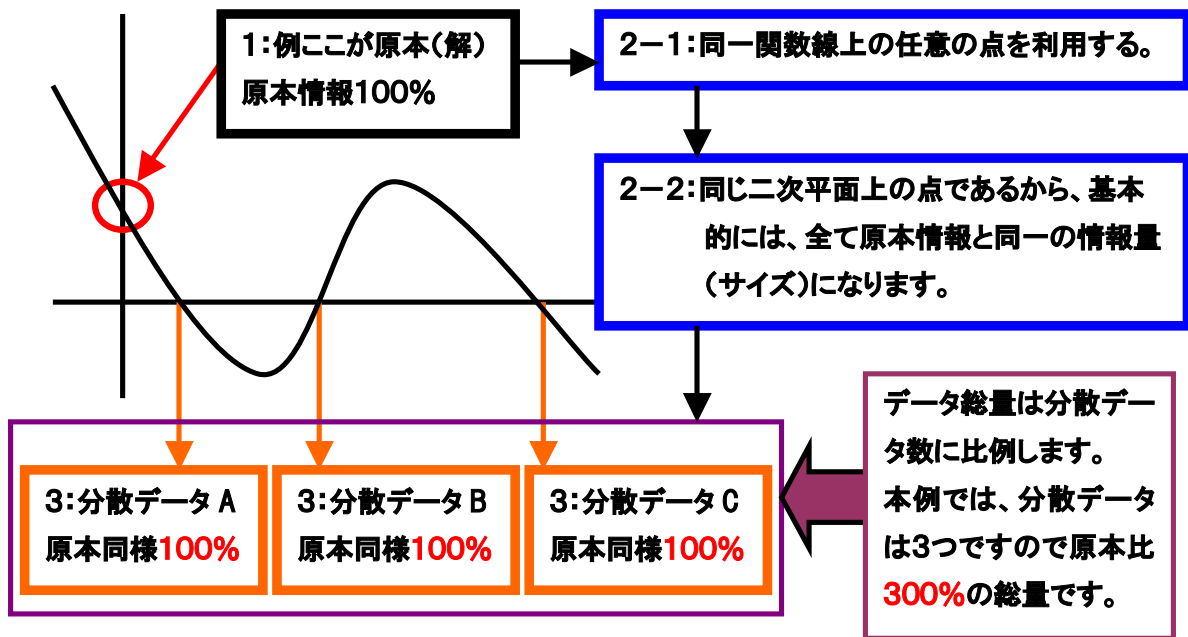 1：例ここが原本（解）
原本情報100%
2－1：同一関数線上の任意の点を利用する。
2－2：同じ二次平面上の点であるから、基本
的には、全て原本情報と同一の情報量
（サイズ）になります。
3：分散データA
原本同様100%
3：分散データB
原本同様100%
3：分散データC
原本同様100%
データ総量は分散デー
タ数に比例します。
本例では、分散データ
は3つですので原本比
300%の総量です。